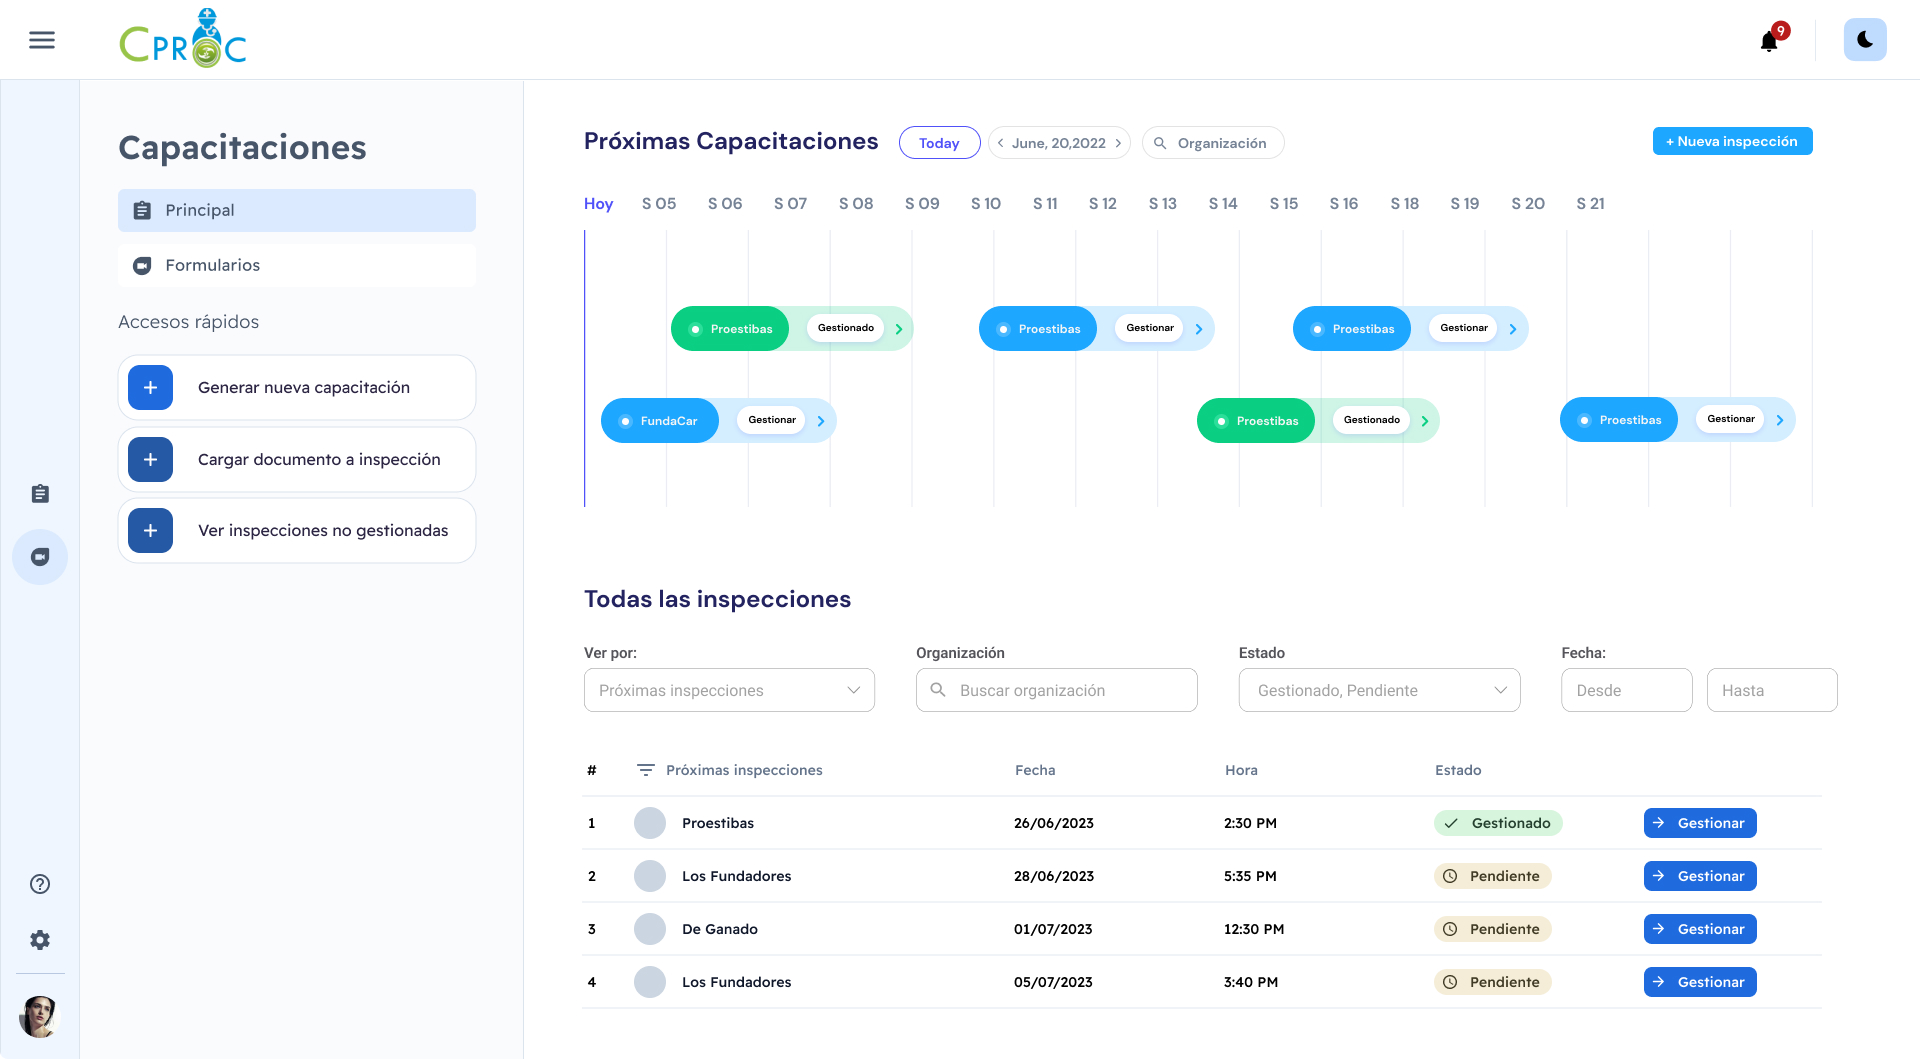 CPROC
9
Capacitaciones
Principal
Formularios
Accesos rápidos
+ Generar nueva capacitación
+ Cargar documento a inspección
+ Ver inspecciones no gestionadas
Próximas Capacitaciones
Today
< June, 20,2022 >
Organización
+ Nueva inspección
Hoy S 05 S 06 S 07 S 08 S 09 S 10 S 11 S 12 S 13 S 14 S 15 S 16 S 18 S 19 S 20 S 21
Proestibas Gestionado
Proestibas Gestionar
Proestibas Gestionar
FundaCar Gestionar
Proestibas Gestionado
Proestibas Gestionar
Todas las inspecciones
Ver por: Organización Estado Fecha:
Próximas inspecciones Buscar organización Gestionado, Pendiente Desde Hasta
# Próximas inspecciones Fecha Hora Estado
1 Proestibas 26/06/2023 2:30 PM Gestionado Gestionar
2 Los Fundadores 28/06/2023 5:35 PM Pendiente Gestionar
3 De Ganado 01/07/2023 12:30 PM Pendiente Gestionar
4 Los Fundadores 05/07/2023 3:40 PM Pendiente Gestionar